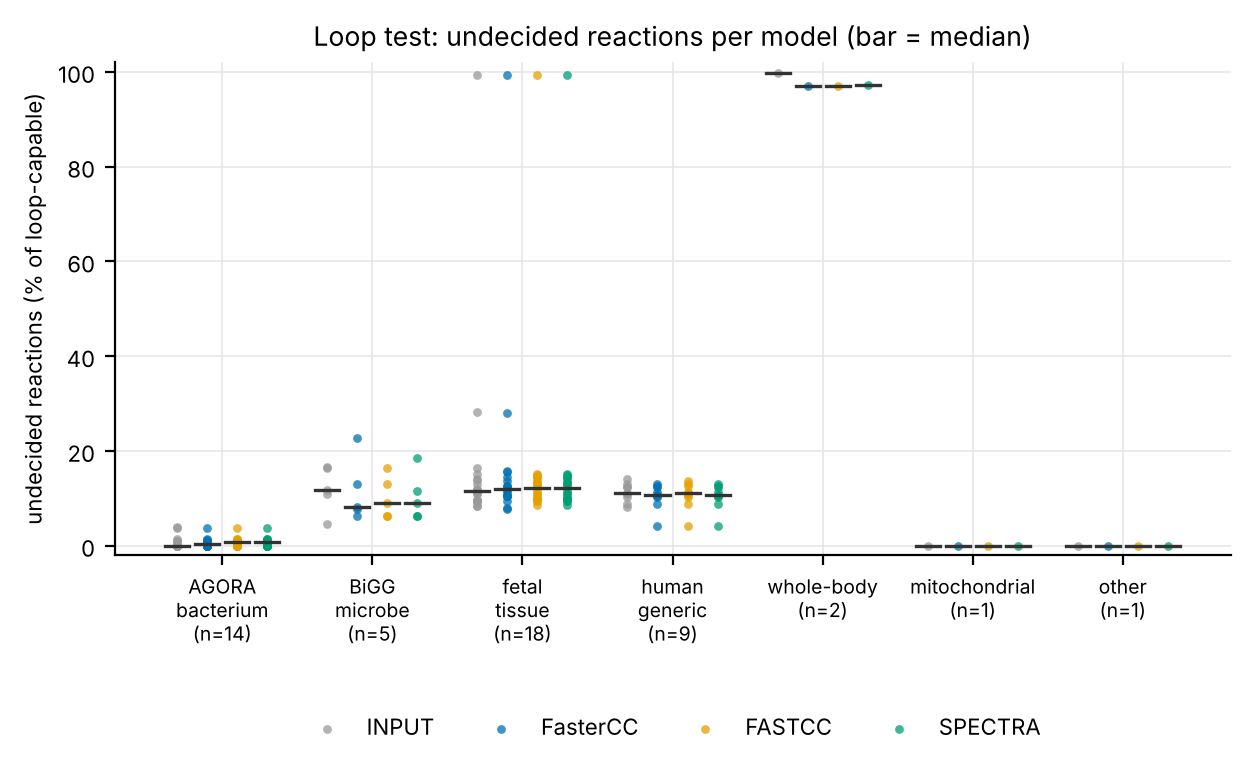 Loop test: undecided reactions per model (bar = median)
undecided reactions (% of loop-capable)
100
80
60
40
20
0
AGORA
bacterium
(n=14)
BiGG
microbe
(n=5)
fetal
tissue
(n=18)
human
generic
(n=9)
whole-body
(n=2)
mitochondrial
(n=1)
other
(n=1)
INPUT
FasterCC
FASTCC
SPECTRA